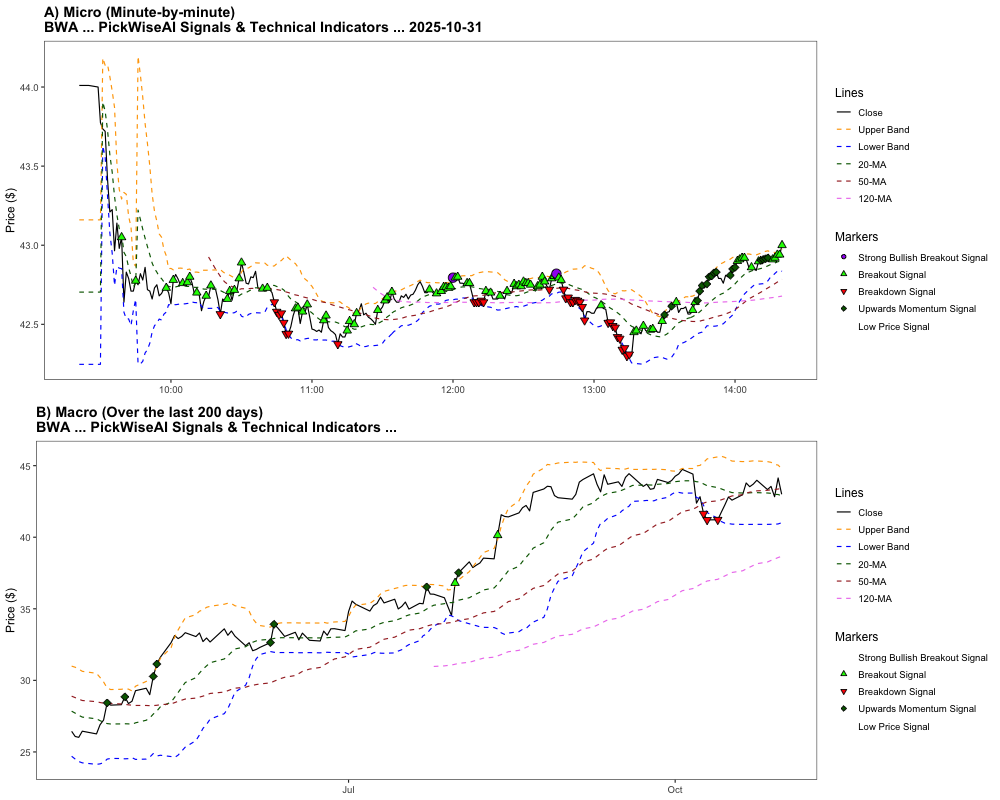 A) Micro (Minute-by-minute)
BWA ... PickWiseAI Signals & Technical Indicators ... 2025-10-31
Price ($)
44.0
43.5
43.0
42.5
10:00 11:00 12:00 13:00 14:00
Lines
Close
Upper Band
Lower Band
20-MA
50-MA
120-MA
Markers
Strong Bullish Breakout Signal
Breakout Signal
Breakdown Signal
Upwards Momentum Signal
Low Price Signal
B) Macro (Over the last 200 days)
BWA ... PickWiseAI Signals & Technical Indicators ...
Price ($)
45
40
35
30
25
Jul Oct
Lines
Close
Upper Band
Lower Band
20-MA
50-MA
120-MA
Markers
Strong Bullish Breakout Signal
Breakout Signal
Breakdown Signal
Upwards Momentum Signal
Low Price Signal